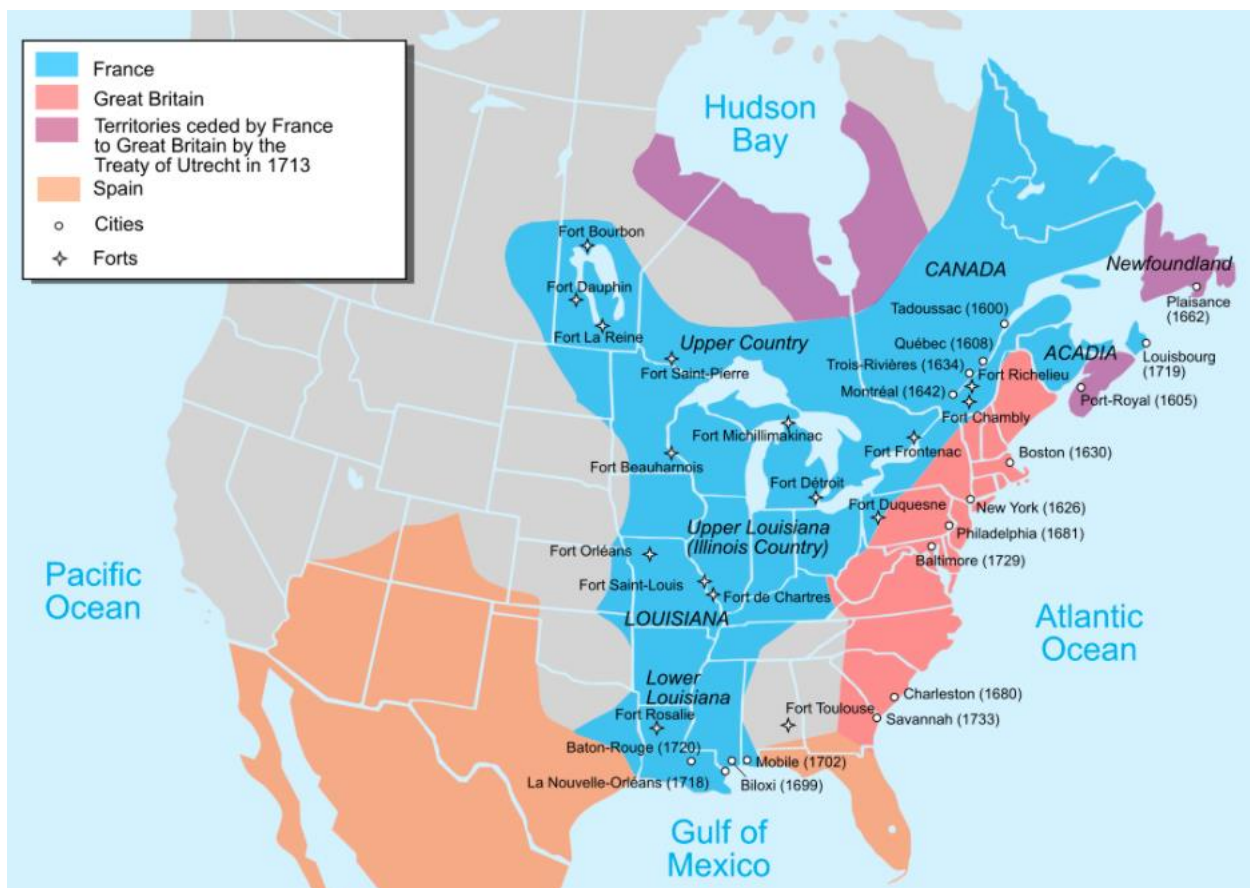 France
Great Britain
Territories ceded by France
to Great Britain by the
Treaty of Utrecht in 1713
Spain
Cities
Forts
Hudson
Bay
Fort Bourbon
CANADA
Newfoundland
Fort Dauphin
Plaisance
(1662)
Tadoussac (1600)
Fort La Reine
Upper Country
Québec (1608)
ACADIA
Louisbourg
(1719)
Trois-Rivières (1634)
Fort Saint-Pierre
Fort Richelieu
Montréal (1642)
Port-Royal (1605)
Fort Chambly
Fort Michillimakinac
Fort Frontenac
Boston (1630)
Fort Beauharnois
Fort Détroit
Fort Duquesne
New York (1626)
Upper Louisiana
(Illinois Country)
Philadelphia (1681)
Fort Orléans
Baltimore (1729)
Pacific
Ocean
Fort Saint-Louis
Fort de Chartres
LOUISIANA
Atlantic
Ocean
Lower
Louisiana
Charleston (1680)
Fort Rosalie
Fort Toulouse
Savannah (1733)
Baton-Rouge (1720)
Mobile (1702)
La Nouvelle-Orléans (1718)
Biloxi (1699)
Gulf of
Mexico